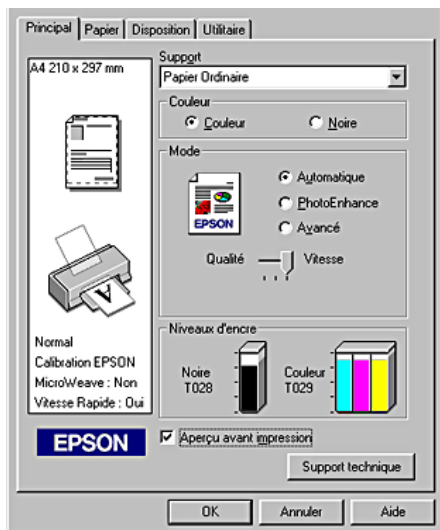 Principal
Papier
Disposition
Utilitaire
A4 210 x 297 mm
Normal
Calibration EPSON
MicroWeave : Non
Vitesse Rapide : Oui
EPSON
Support
Papier Ordinaire
Couleur
Couleur
Noire
Mode
EPSON
Automatique
PhotoEnhance
Avancé
Qualité
Vitesse
Niveaux d'encre
Noire
T028
Couleur
T029
Aperçu avant impression
Support technique
OK
Annuler
Aide